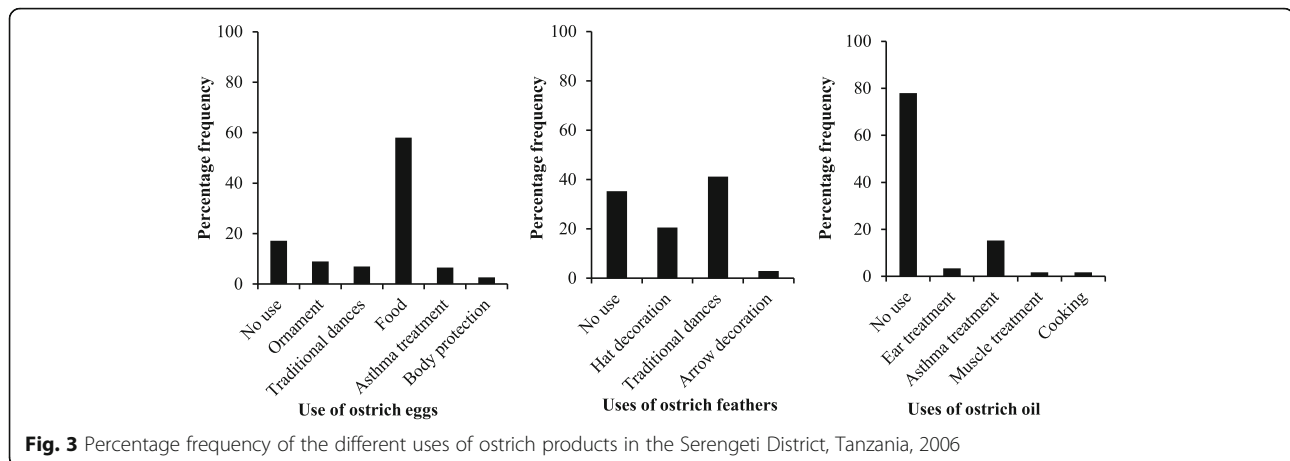 100
80
60
40
20
0
Percentage frequency
No use
Ornament
Traditional dances
Food
Asthma treatment
Body protection
Use of ostrich eggs
100
80
60
40
20
0
Percentage frequency
No use
Hat decoration
Traditional dances
Arrow decoration
Uses of ostrich feathers
100
80
60
40
20
0
Percentage frequency
No use
Ear treatment
Asthma treatment
Muscle treatment
Cooking
Uses of ostrich oil
Fig. 3 Percentage frequency of the different uses of ostrich products in the Serengeti District, Tanzania, 2006